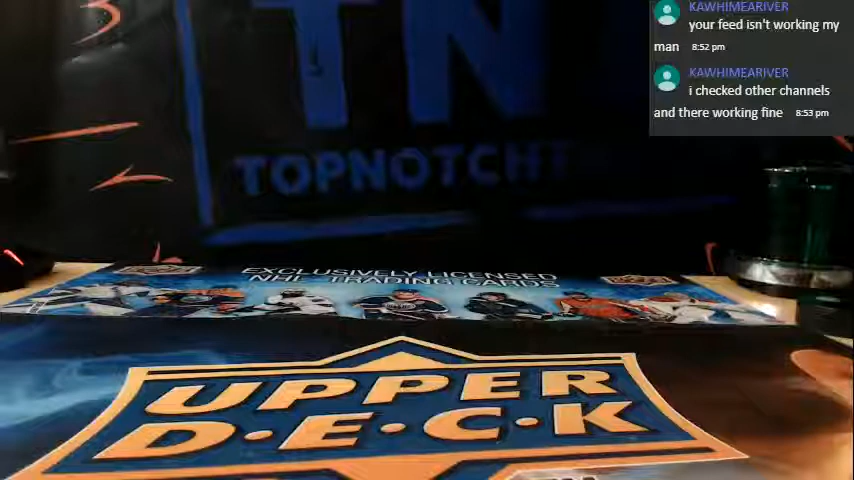 KAWHIMEARIVER
your feed isn't working my
man 8:52 pm
KAWHIMEARIVER
i checked other channels
and there working fine 8:53 pm
TN
TOPNOTCH
EXCLUSIVELY LICENSED
NHL TRADING CARDS
UPPER
D·E·C·K